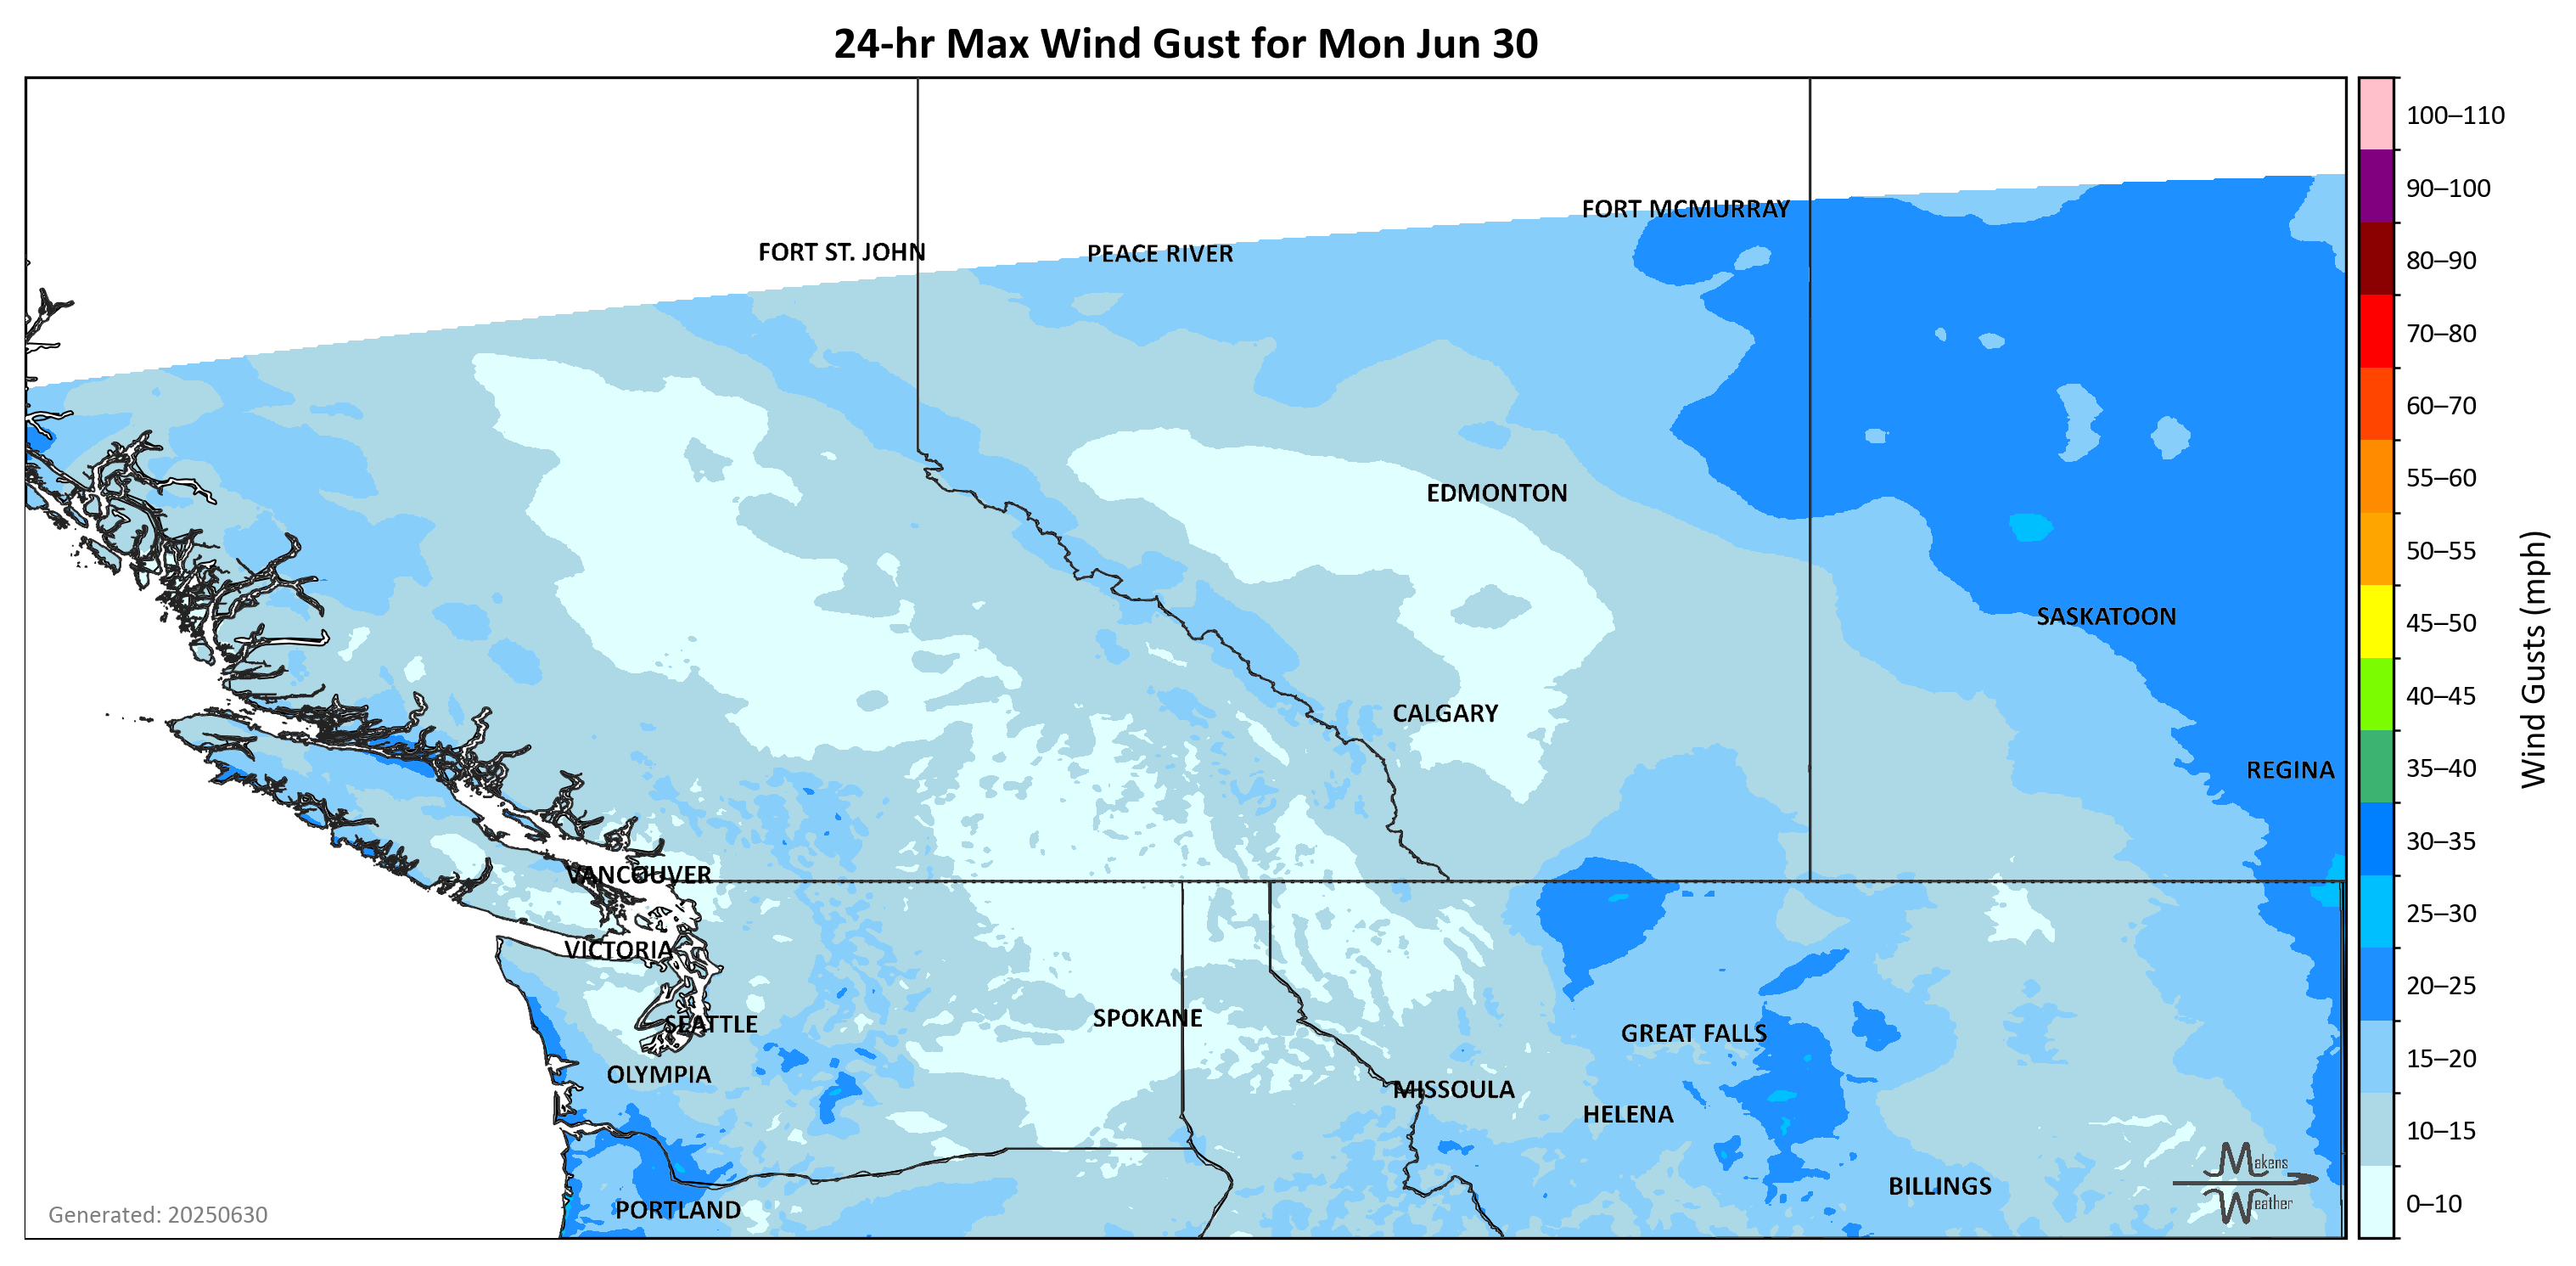 24-hr Max Wind Gust for Mon Jun 30
100–110
90–100
80–90
70–80
60–70
55–60
50–55
45–50
40–45
35–40
30–35
25–30
20–25
15–20
10–15
0–10
Wind Gusts (mph)
FORT MCMURRAY
FORT ST. JOHN
PEACE RIVER
EDMONTON
SASKATOON
CALGARY
REGINA
VANCOUVER
VICTORIA
SEATTLE
SPOKANE
GREAT FALLS
OLYMPIA
MISSOULA
HELENA
BILLINGS
PORTLAND
Makens
Weather
Generated: 20250630